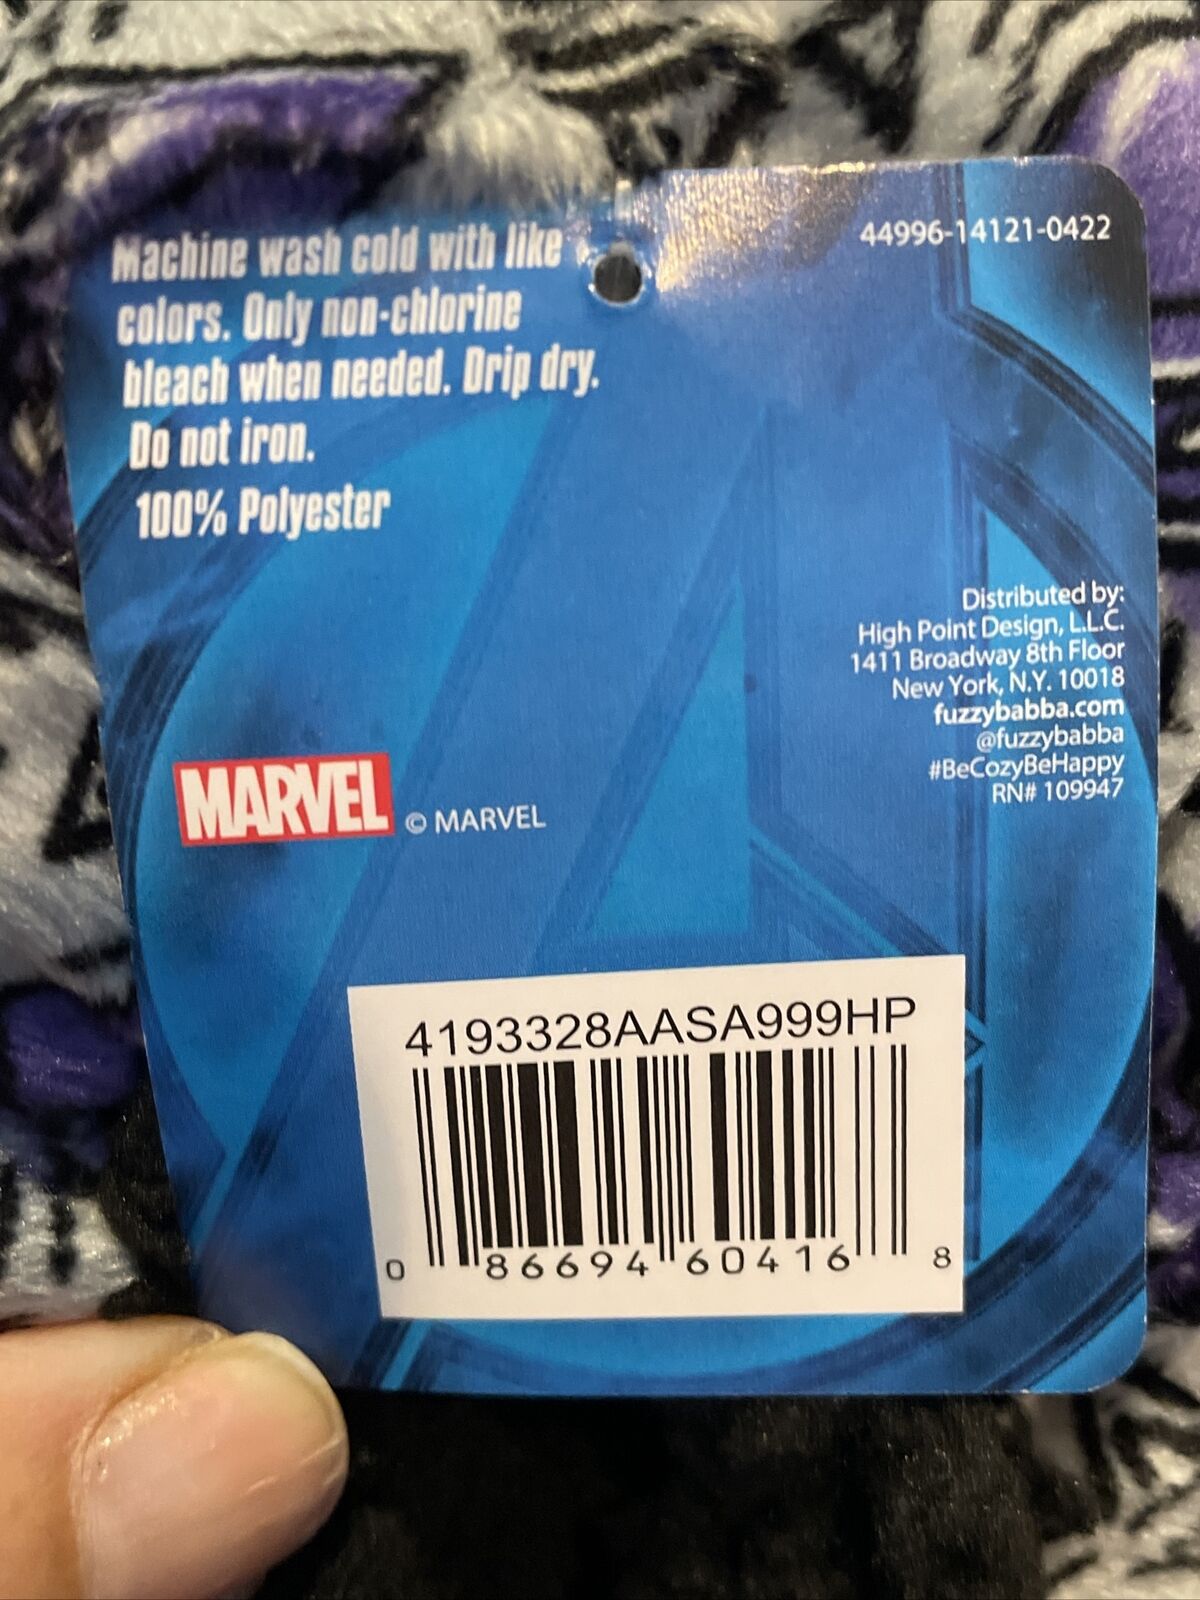 Machine wash cold with like
colors. Only non-chlorine
bleach when needed. Drip dry.
Do not iron.
100% Polyester
44996-14121-0422
Distributed by:
High Point Design, L.L.C.
1411 Broadway 8th Floor
New York, N.Y. 10018
fuzzybabba.com
@fuzzybabba
#BeCozyBeHappy
RN# 109947
MARVEL © MARVEL
4193328AASA999HP
0 86694 60416 8